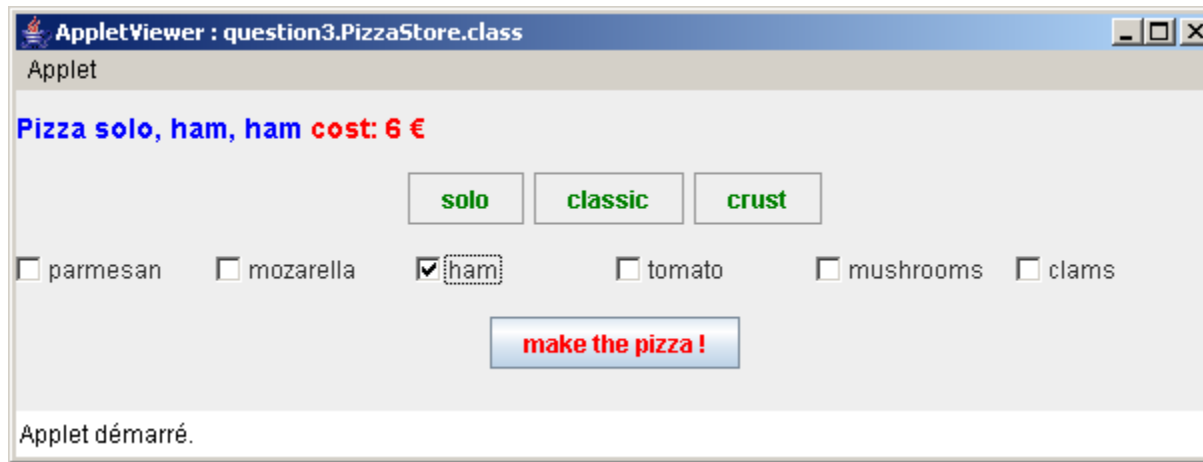 AppletViewer : question3.PizzaStore.class
Applet
Pizza solo, ham, ham cost: 6 €
solo classic crust
parmesan mozarella ham tomato mushrooms clams
make the pizza !
Applet démarré.